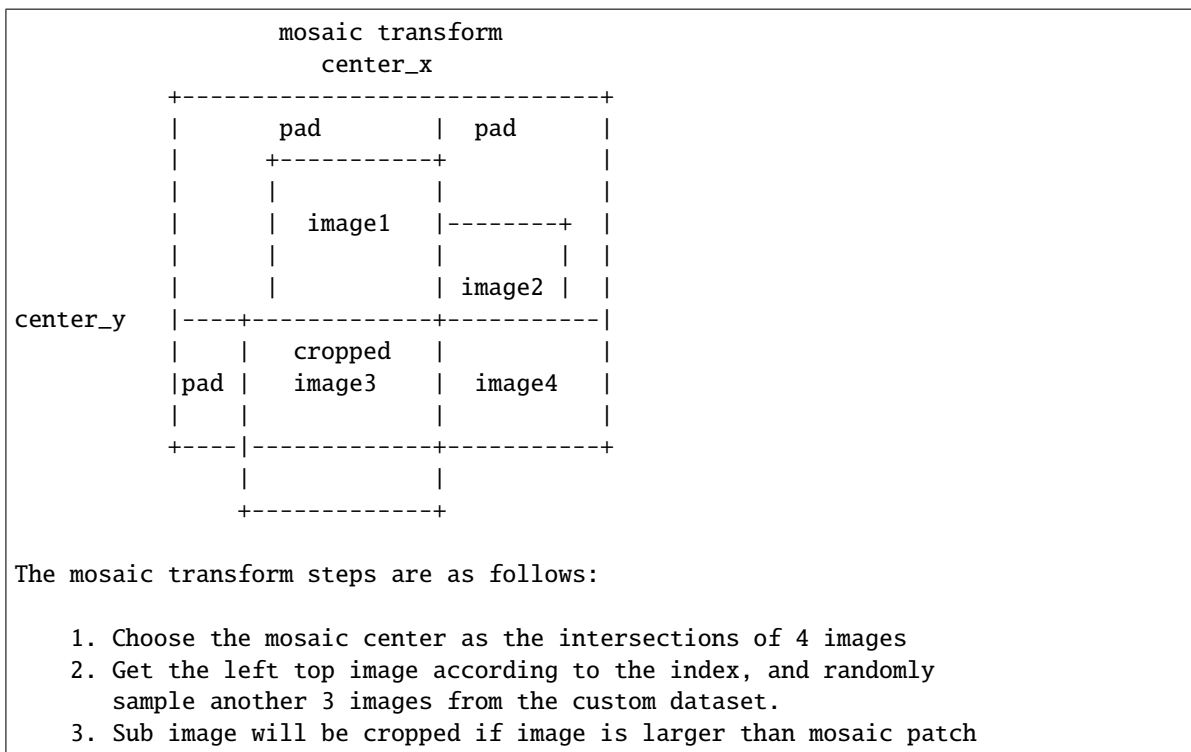 mosaic transform
center_x
+------------------------------+
| pad | pad |
| +-----------+ |
| | | |
| | image1 |--------+ |
| | | | |
| | | image2 | |
center_y |----+-------------+-----------|
| | cropped | |
|pad | image3 | image4 |
| | | |
+----|-------------+-----------+
| |
+-------------+
The mosaic transform steps are as follows:
1. Choose the mosaic center as the intersections of 4 images
2. Get the left top image according to the index, and randomly
sample another 3 images from the custom dataset.
3. Sub image will be cropped if image is larger than mosaic patch